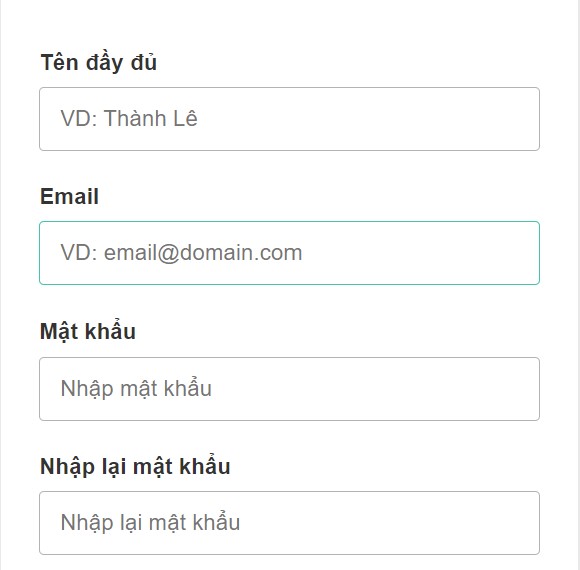 Tên đầy đủ
VD: Thành Lê
Email
VD: email@domain.com
Mật khẩu
Nhập mật khẩu
Nhập lại mật khẩu
Nhập lại mật khẩu